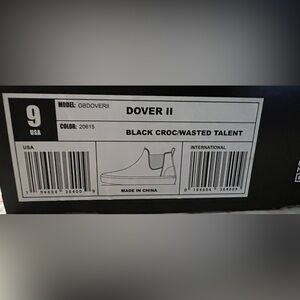 9
USA
MODEL: GBDOVERII
DOVER II
COLOR: 20615
BLACK CROC/WASTED TALENT
USA
INTERNATIONAL
MADE IN CHINA